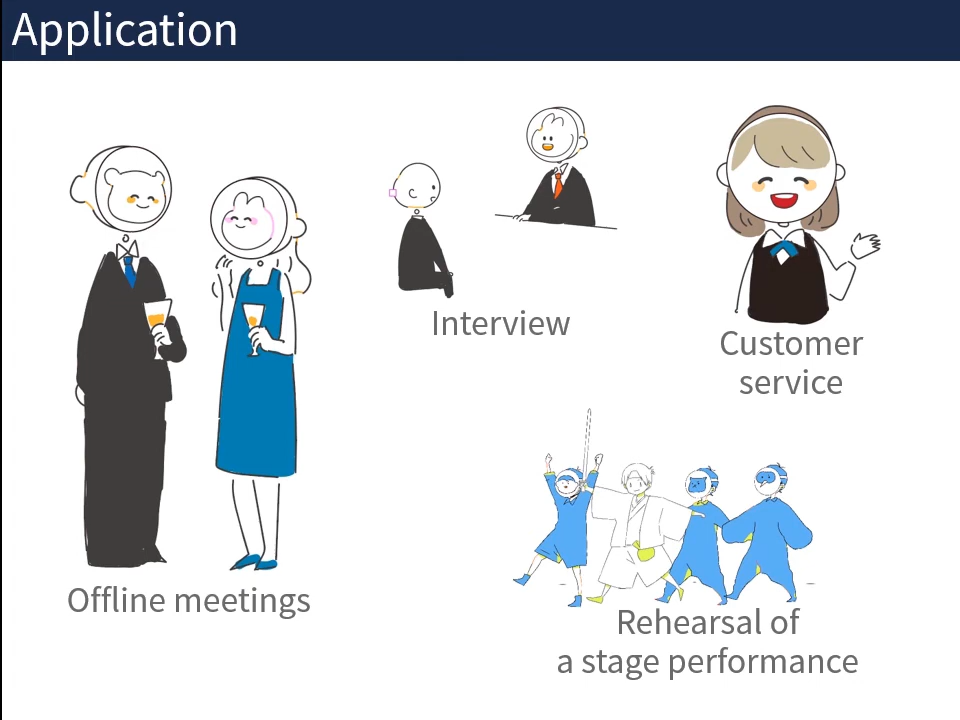 Application
Interview
Customer
service
Offline meetings
Rehearsal of
a stage performance